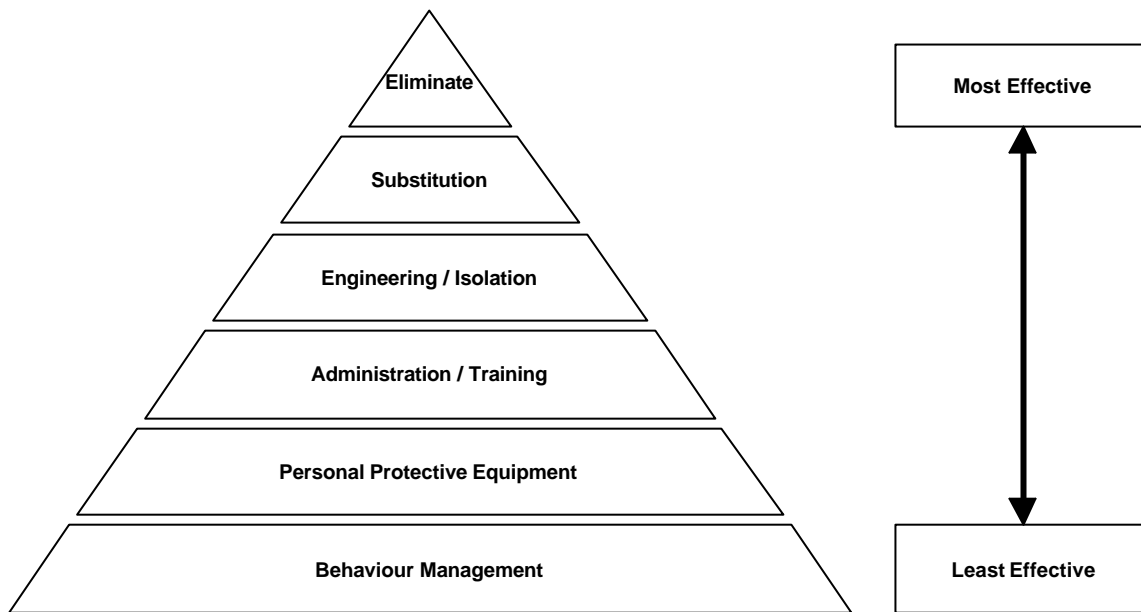 Eliminate
Substitution
Engineering / Isolation
Administration / Training
Personal Protective Equipment
Behaviour Management
Most Effective
Least Effective